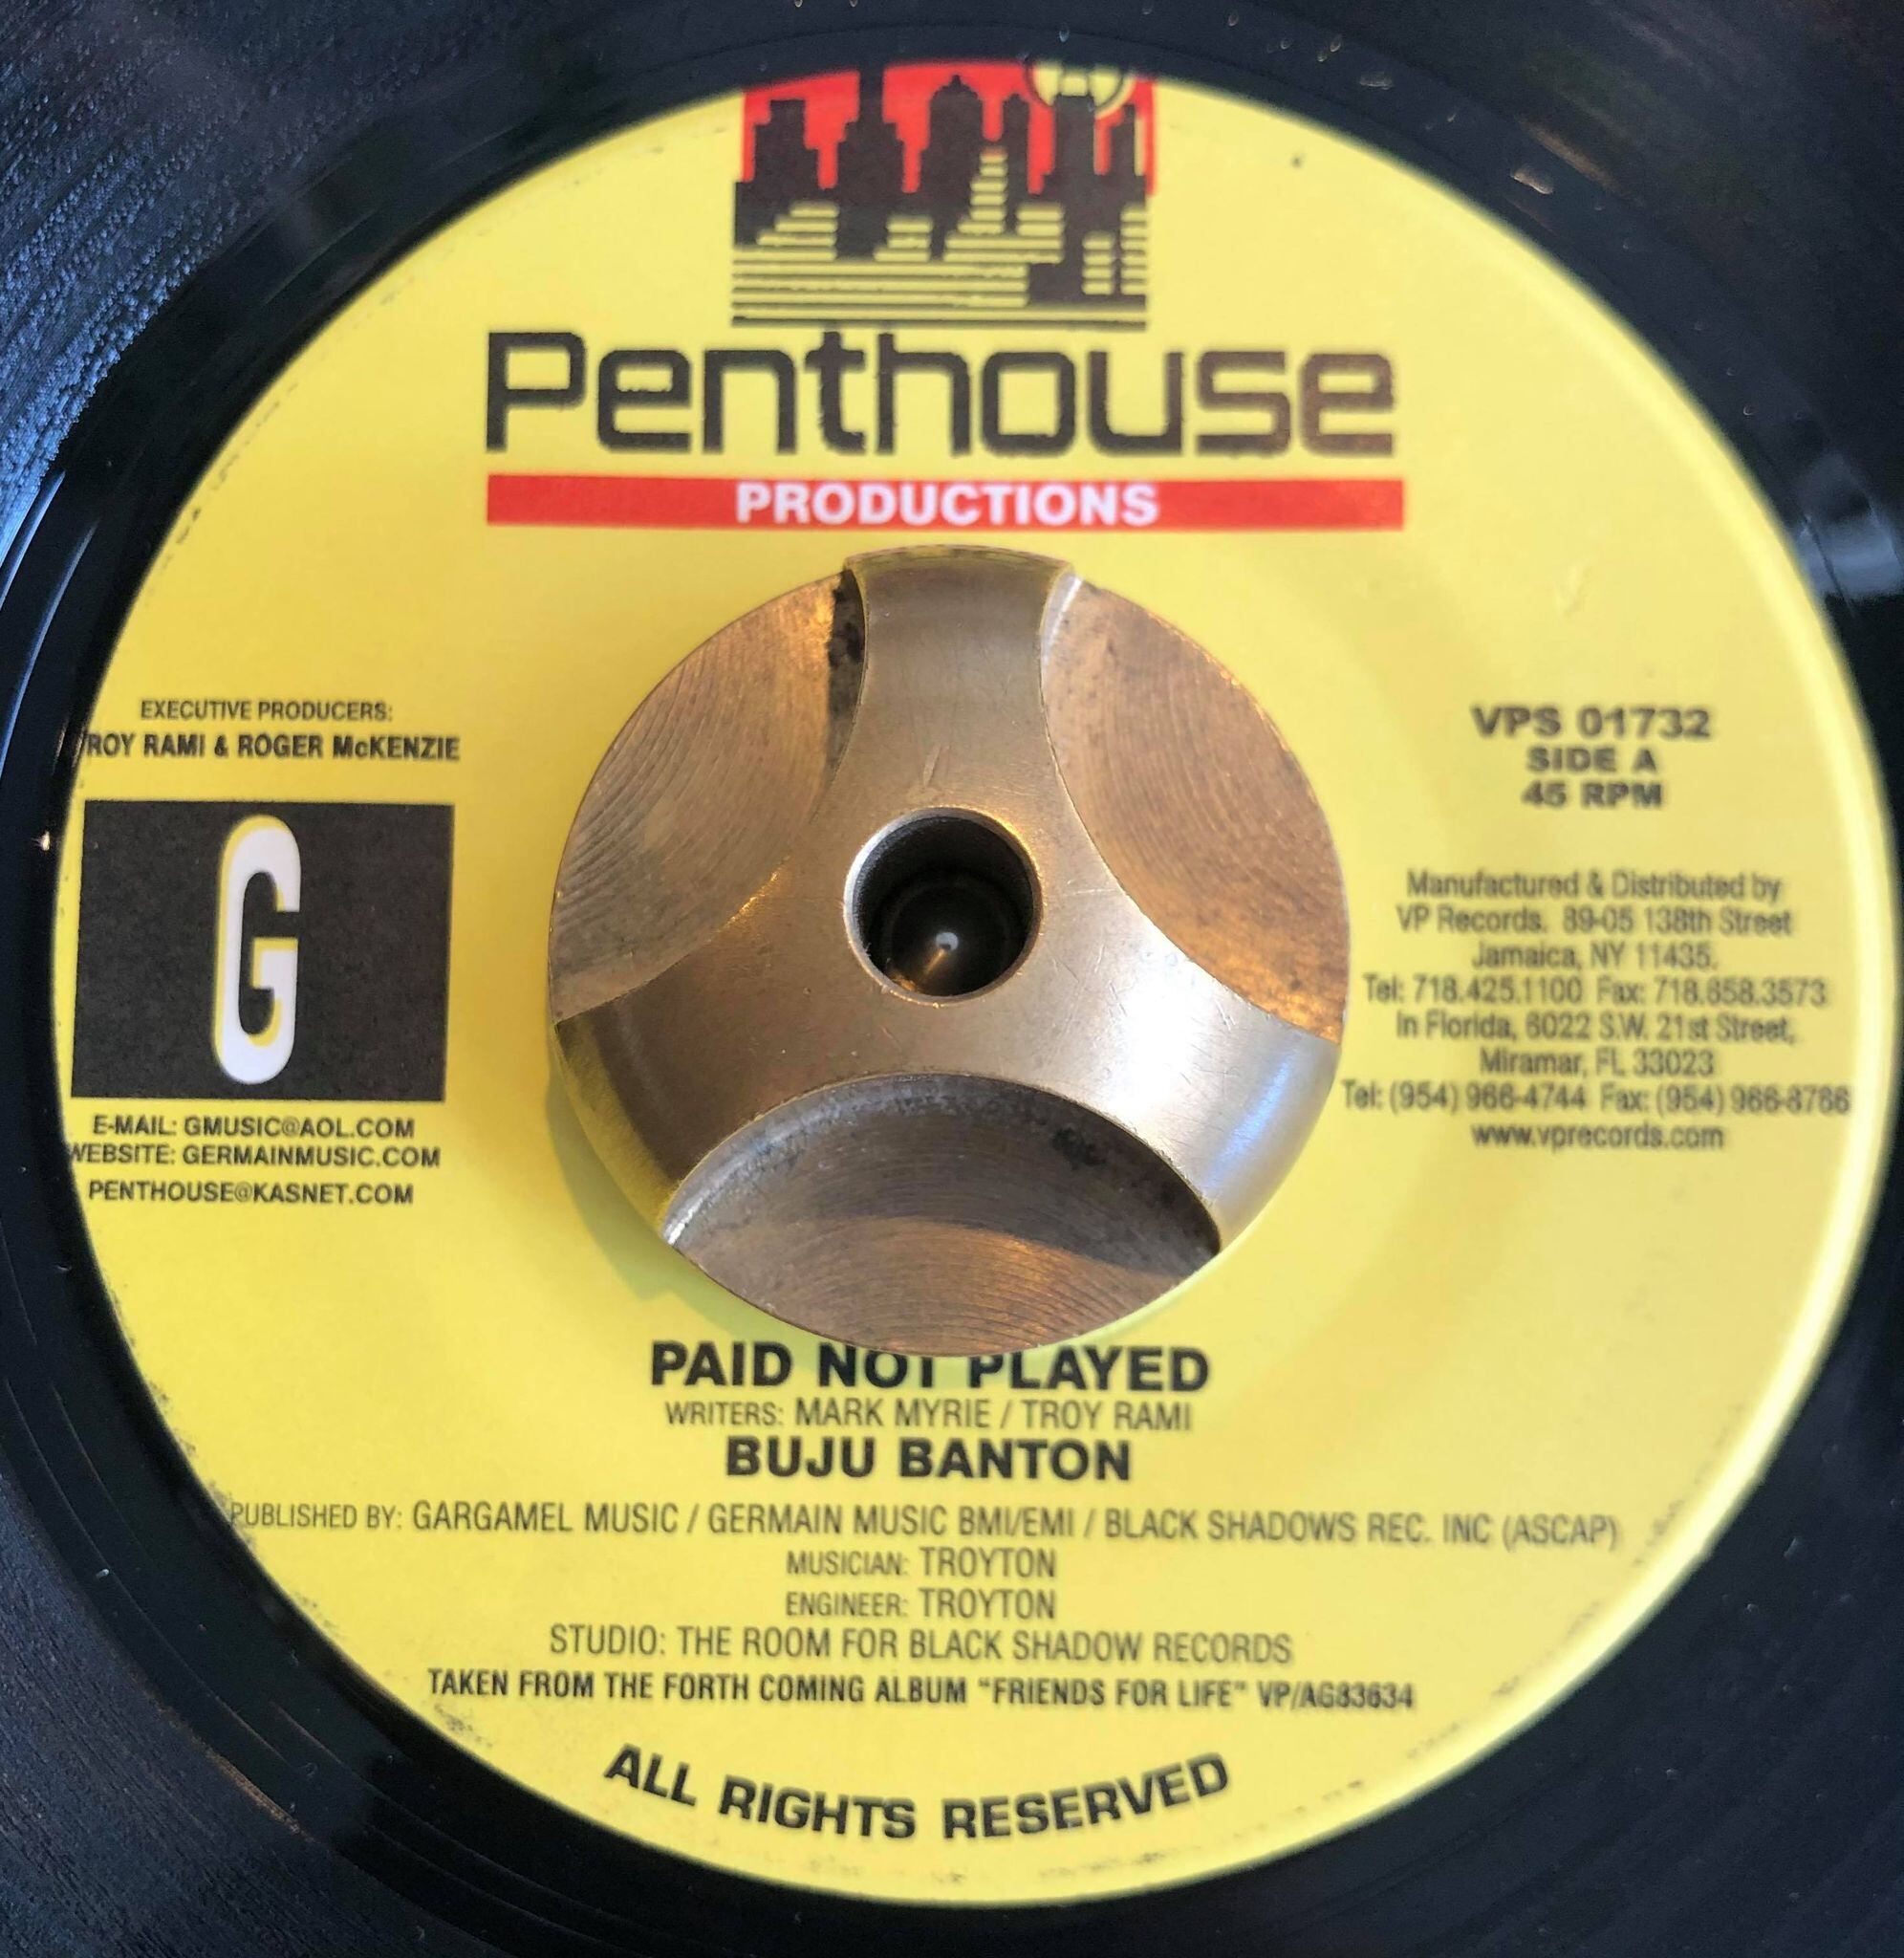 Penthouse
PRODUCTIONS
EXECUTIVE PRODUCERS:
ROY RAMI & ROGER McKENZIE
G
E-MAIL: GMUSIC@AOL.COM
WEBSITE: GERMAINMUSIC.COM
PENTHOUSE@KASNET.COM
VPS 01732
SIDE A
45 RPM
Manufactured & Distributed by
VP Records. 89-05 138th Street
Jamaica, NY 11435.
Tel: 718.425.1100 Fax: 718.658.3573
In Florida, 6022 S.W. 21st Street,
Miramar, FL 33023
Tel: (954) 966-4744 Fax: (954) 966-8766
www.vprecords.com
PAID NOT PLAYED
WRITERS: MARK MYRIE / TROY RAMI
BUJU BANTON
PUBLISHED BY: GARGAMEL MUSIC / GERMAIN MUSIC BMI/EMI / BLACK SHADOWS REC. INC (ASCAP)
MUSICIAN: TROYTON
ENGINEER: TROYTON
STUDIO: THE ROOM FOR BLACK SHADOW RECORDS
TAKEN FROM THE FORTH COMING ALBUM "FRIENDS FOR LIFE" VP/AG83634
ALL RIGHTS RESERVED